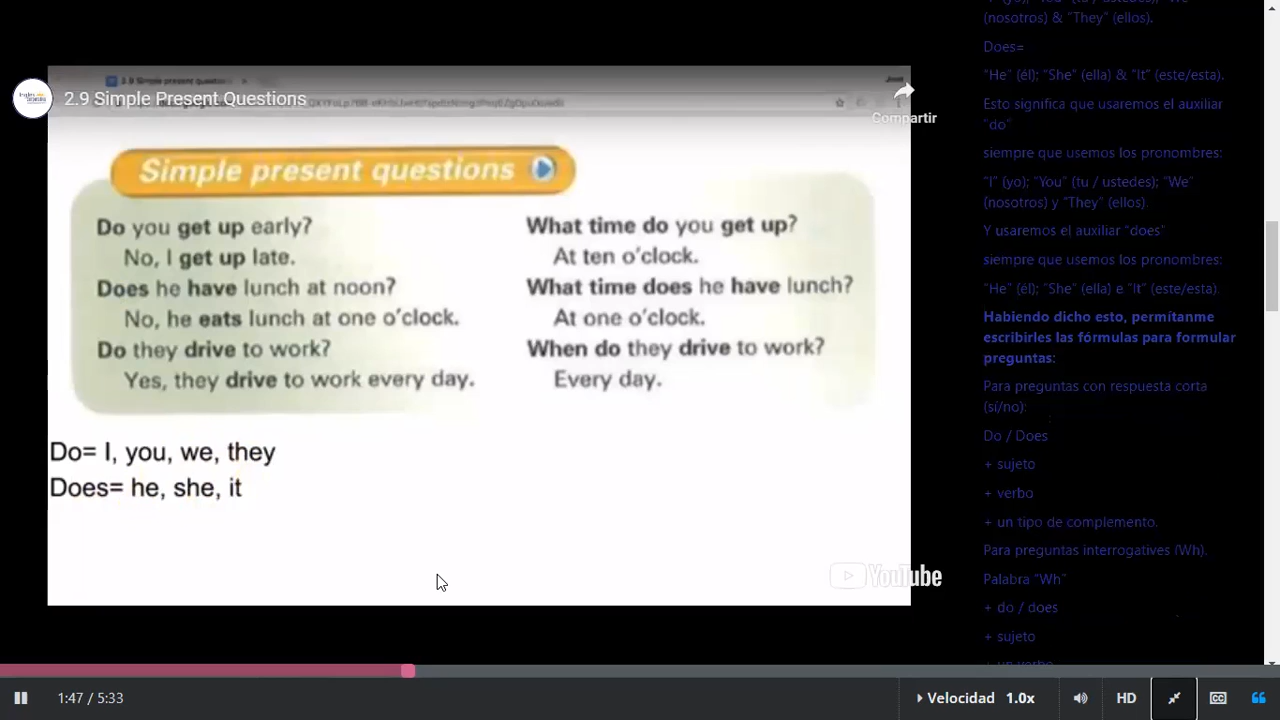 2.9 Simple Present Questions
Compartir
Simple present questions
Do you get up early?
No, I get up late.
Does he have lunch at noon?
No, he eats lunch at one o'clock.
Do they drive to work?
Yes, they drive to work every day.
What time do you get up?
At ten o'clock.
What time does he have lunch?
At one o'clock.
When do they drive to work?
Every day.
Do= I, you, we, they
Does= he, she, it
YouTube
(nosotros) & "They" (ellos).
Does=
"He" (él); "She" (ella) & "It" (este/esta).
Esto significa que usaremos el auxiliar
"do"
siempre que usemos los pronombres:
"I" (yo); "You" (tu / ustedes); "We"
(nosotros) y "They" (ellos).
Y usaremos el auxiliar "does"
siempre que usemos los pronombres:
"He" (él); "She" (ella) e "It" (este/esta).
Habiendo dicho esto, permítanme
escribirles las fórmulas para formular
preguntas:
Para preguntas con respuesta corta
(sí/no):
Do / Does
+ sujeto
+ verbo
+ un tipo de complemento.
Para preguntas interrogatives (Wh).
Palabra "Wh"
+ do / does
+ sujeto
+ un verbo
1:47 / 5:33
Velocidad 1.0x
HD
CC